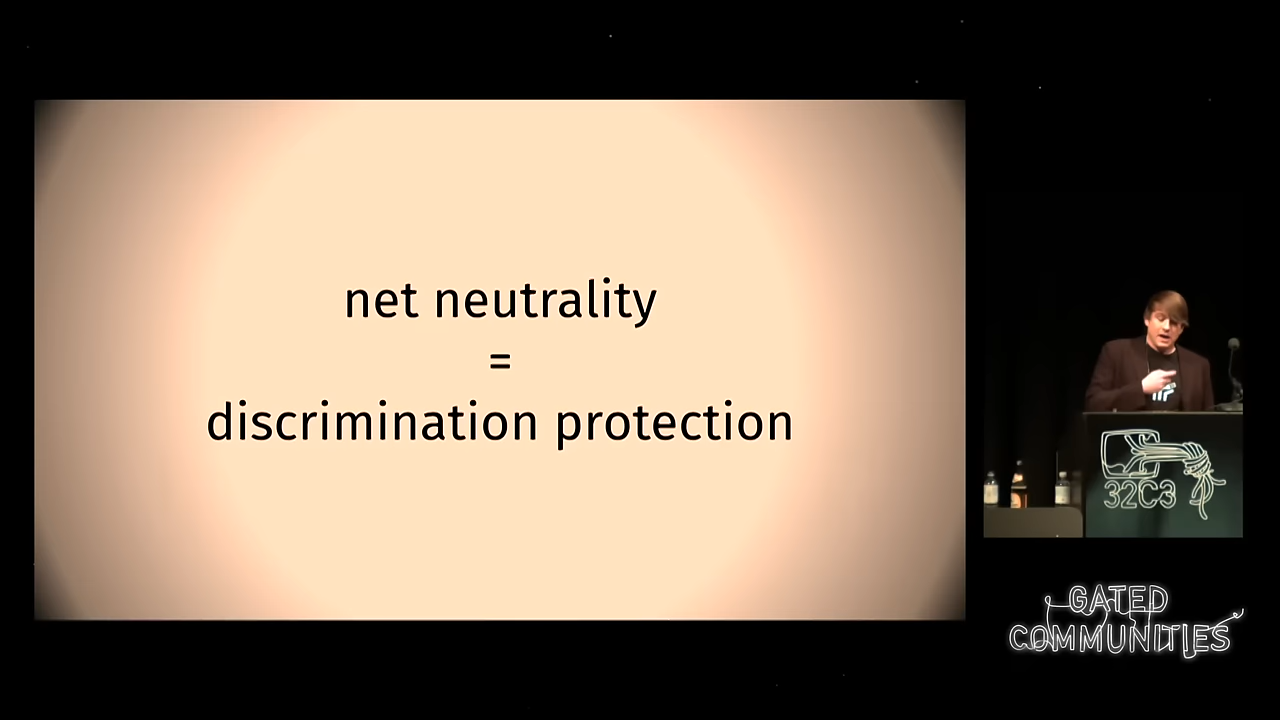 net neutrality
=
discrimination protection
32C3
GATED
COMMUNITIES